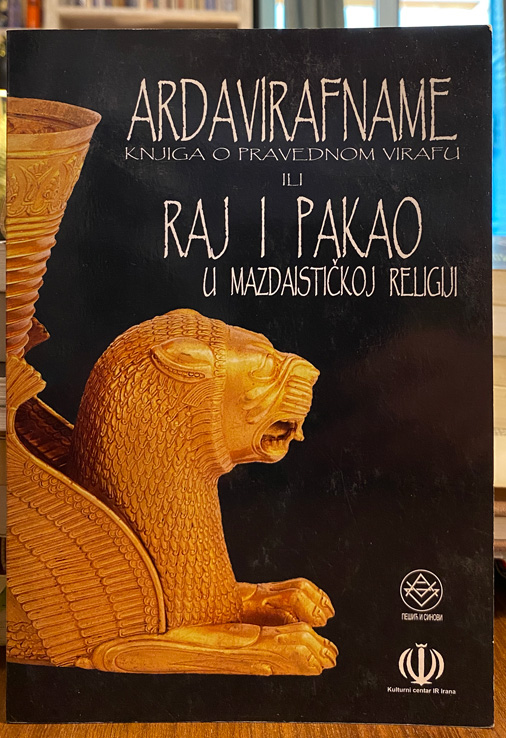 ARDAVIRAFNAME
KNJIGA O PRAVEDNOM VIRAFU
ILI
RAJ I PAKAO
U MAZDAISTIČKOJ RELIGIJI
ПЕШИЋ И СИНОВИ
Kulturni centar IR Irana